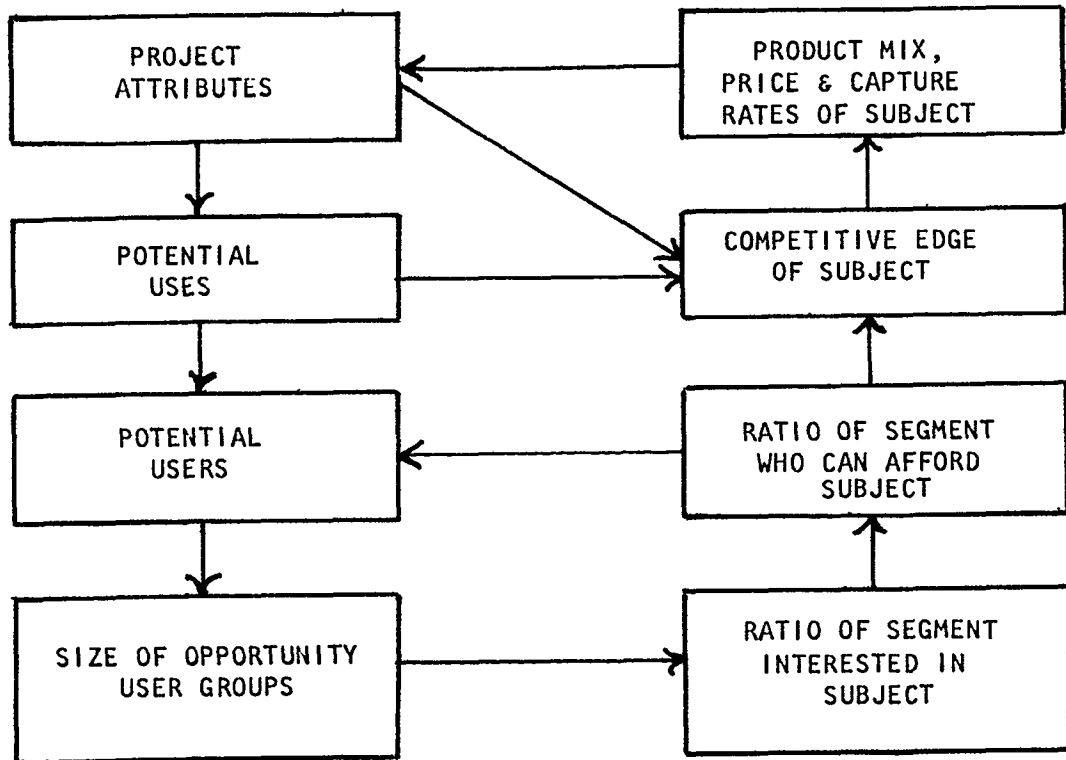 PROJECT
ATTRIBUTES
PRODUCT MIX,
PRICE & CAPTURE
RATES OF SUBJECT
POTENTIAL
USES
COMPETITIVE EDGE
OF SUBJECT
POTENTIAL
USERS
RATIO OF SEGMENT
WHO CAN AFFORD
SUBJECT
SIZE OF OPPORTUNITY
USER GROUPS
RATIO OF SEGMENT
INTERESTED IN
SUBJECT